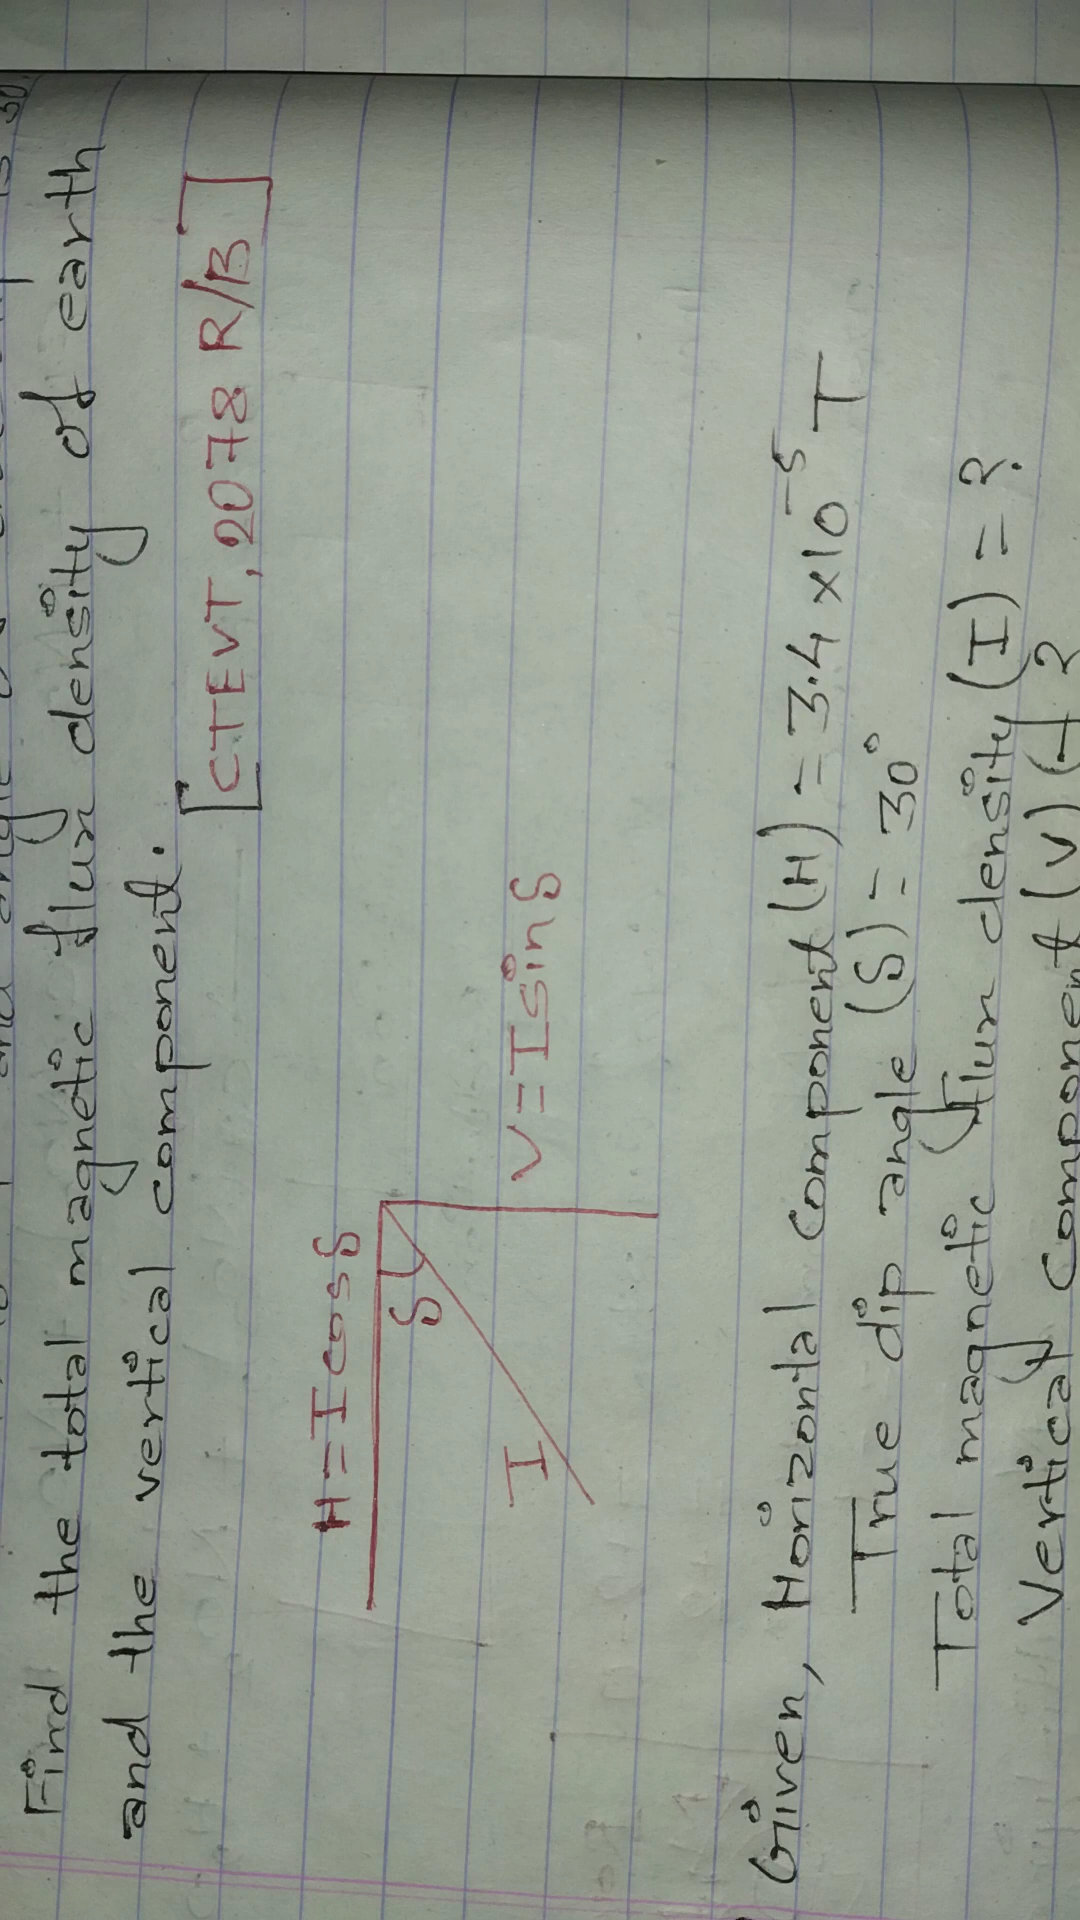 Find the total magnetic flux density of earth
and the vertical component.
[CTEVT, 2078 R/B]
H = I cos δ
δ
I
V = I sin δ
Given, Horizontal component (H) = 3.4 × 10⁻⁵ T
True dip angle (δ) = 30°
Total magnetic flux density (I) = ?
Vertical component (V) = ?